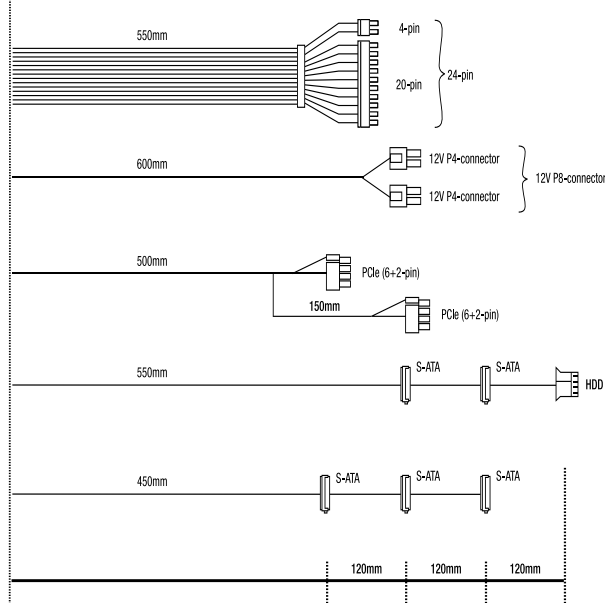 550mm
4-pin
20-pin
24-pin
600mm
12V P4-connector
12V P4-connector
12V P8-connector
500mm
PCIe (6+2-pin)
150mm
PCIe (6+2-pin)
550mm
S-ATA
S-ATA
HDD
450mm
S-ATA
S-ATA
S-ATA
120mm
120mm
120mm